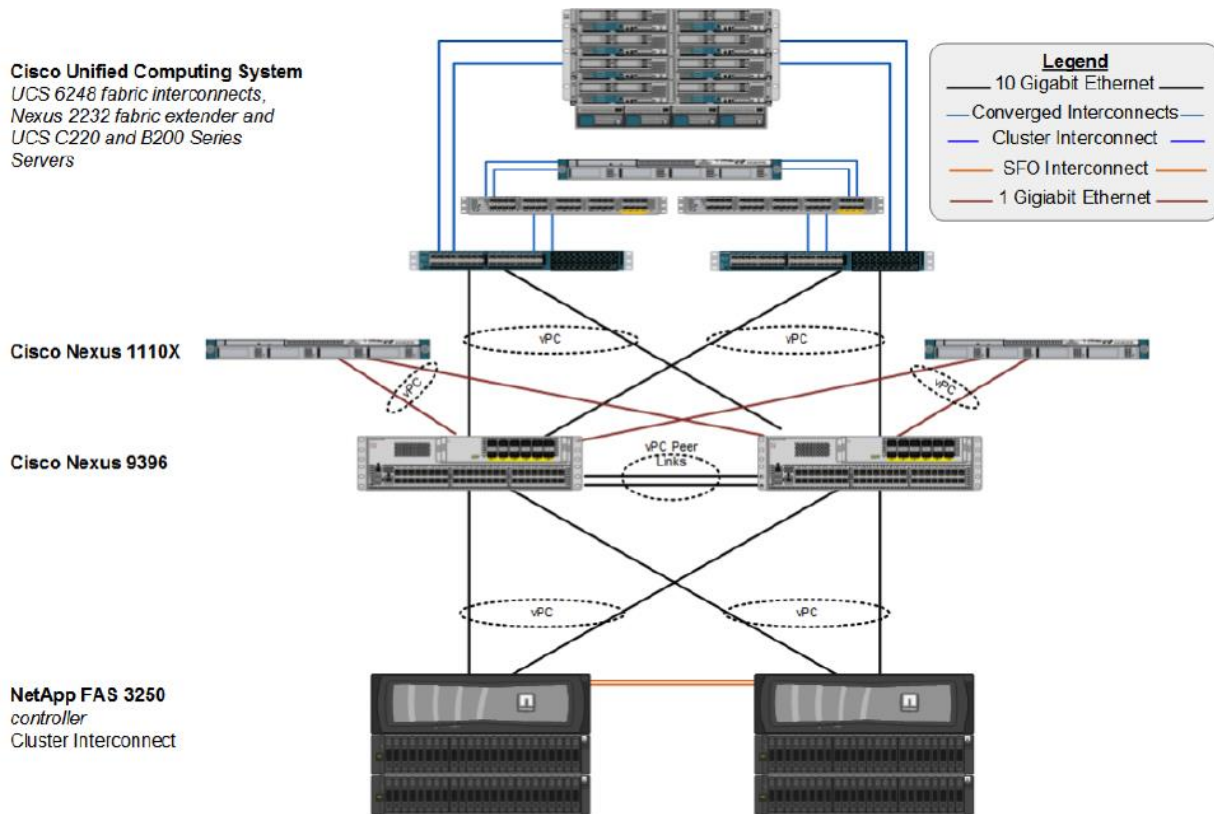 Cisco Unified Computing System
UCS 6248 fabric interconnects,
Nexus 2232 fabric extender and
UCS C220 and B200 Series
Servers
Legend
10 Gigabit Ethernet
Converged Interconnects
Cluster Interconnect
SFO Interconnect
1 Gigiabit Ethernet
vPC
vPC
Cisco Nexus 1110X
vPC
vPC
Cisco Nexus 9396
vPC Peer
Links
vPC
vPC
NetApp FAS 3250
controller
Cluster Interconnect